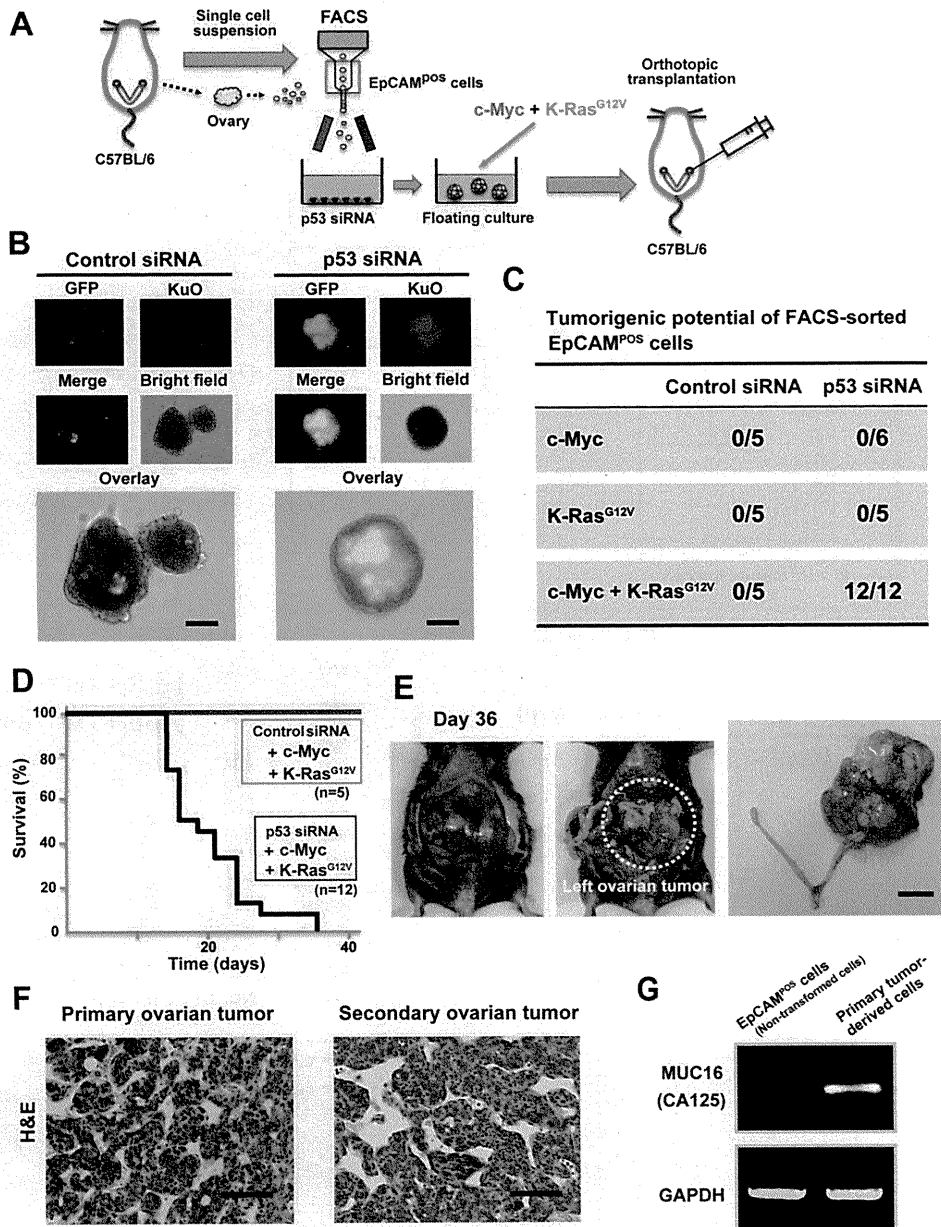 A
Single cell
suspension
FACS
EpCAMᵖᵒˢ cells
Ovary
C57BL/6
p53 siRNA
c-Myc + K-Rasᴳ¹²ⱽ
Floating culture
Orthotopic
transplantation
C57BL/6
B
Control siRNA
GFP
KuO
Merge
Bright field
Overlay
p53 siRNA
GFP
KuO
Merge
Bright field
Overlay
C
Tumorigenic potential of FACS-sorted
EpCAMᴾᴼˢ cells
Control siRNA p53 siRNA
c-Myc 0/5 0/6
K-Rasᴳ¹²ⱽ 0/5 0/5
c-Myc + K-Rasᴳ¹²ⱽ 0/5 12/12
D
Survival (%)
100
80
60
40
20
0
20
40
Time (days)
Control siRNA
+ c-Myc
+ K-Rasᴳ¹²ⱽ
(n=5)
p53 siRNA
+ c-Myc
+ K-Rasᴳ¹²ⱽ
(n=12)
E
Day 36
Left ovarian tumor
F
Primary ovarian tumor
Secondary ovarian tumor
H&E
G
EpCAMᴾᴼˢ cells
(Non-transformed cells)
Primary tumor-
derived cells
MUC16
(CA125)
GAPDH